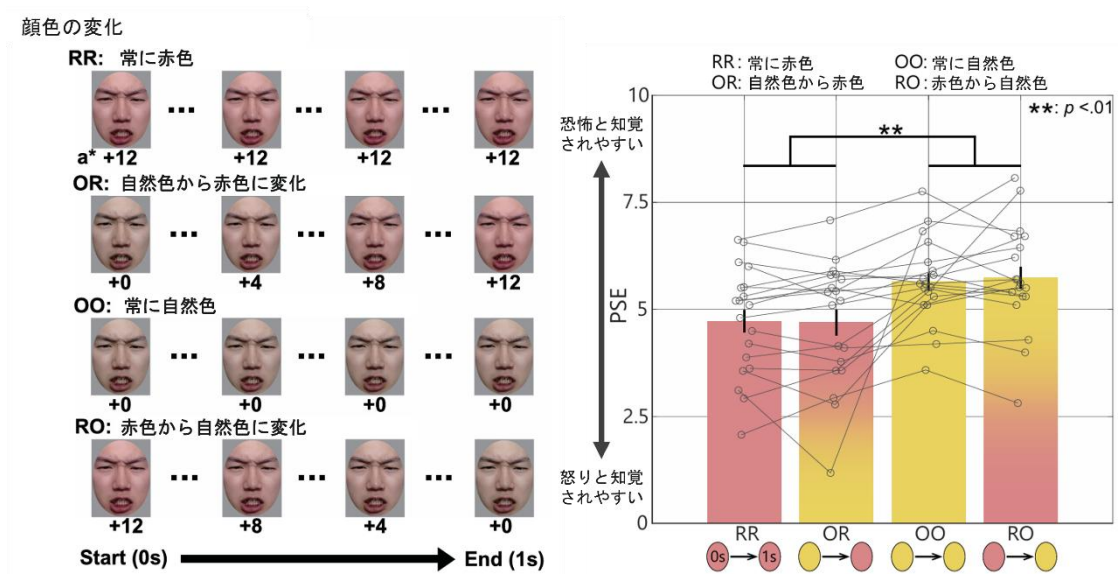 顔色の変化
RR: 常に赤色
... ... ...
a* +12 +12 +12 +12
OR: 自然色から赤色に変化
... ... ...
+0 +4 +8 +12
OO: 常に自然色
... ... ...
+0 +0 +0 +0
RO: 赤色から自然色に変化
... ... ...
+12 +8 +4 +0
Start (0s) End (1s)
RR: 常に赤色 OO: 常に自然色
OR: 自然色から赤色 RO: 赤色から自然色
**: p <.01
**
恐怖と知覚
されやすい
怒りと知覚
されやすい
PSE
10
7.5
5
2.5
0
RR OR OO RO
0s 1s